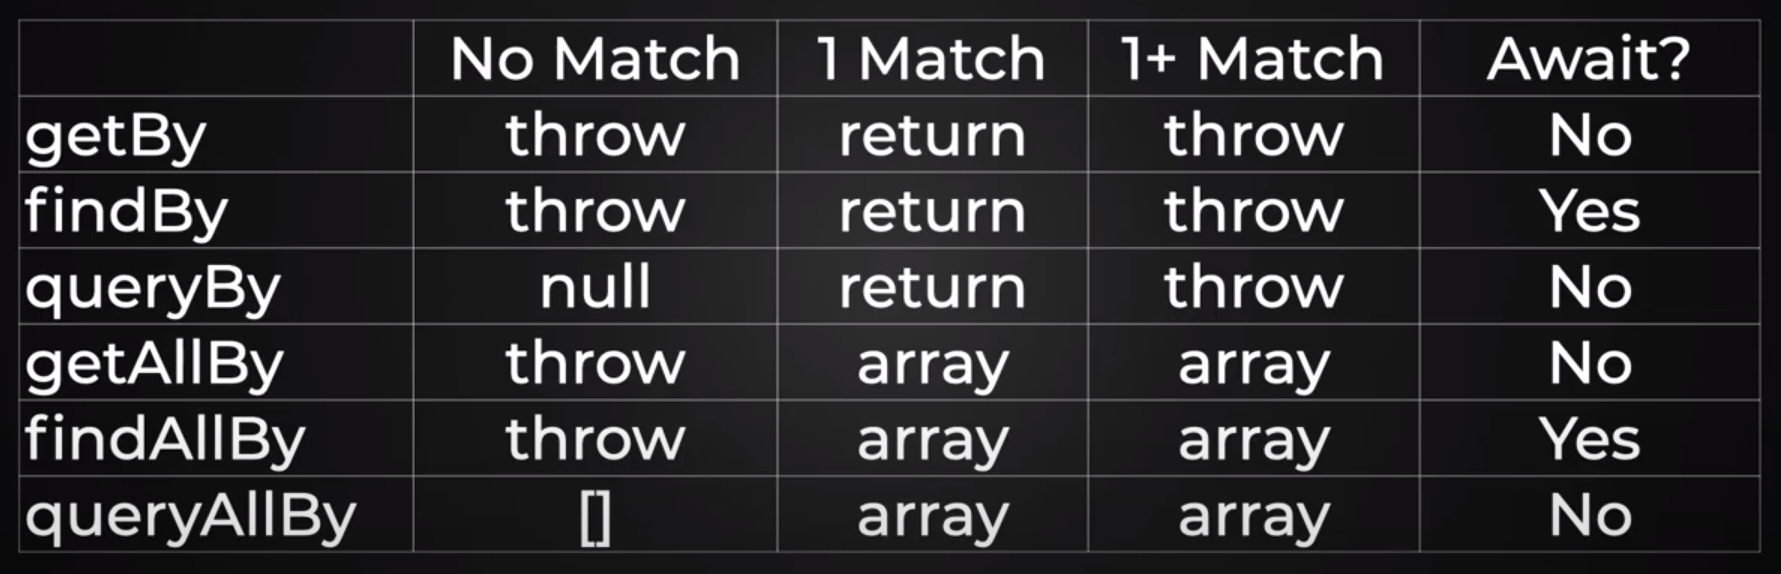 No Match 1 Match 1+ Match Await?
getBy throw return throw No
findBy throw return throw Yes
queryBy null return throw No
getAllBy throw array array No
findAllBy throw array array Yes
queryAllBy [] array array No